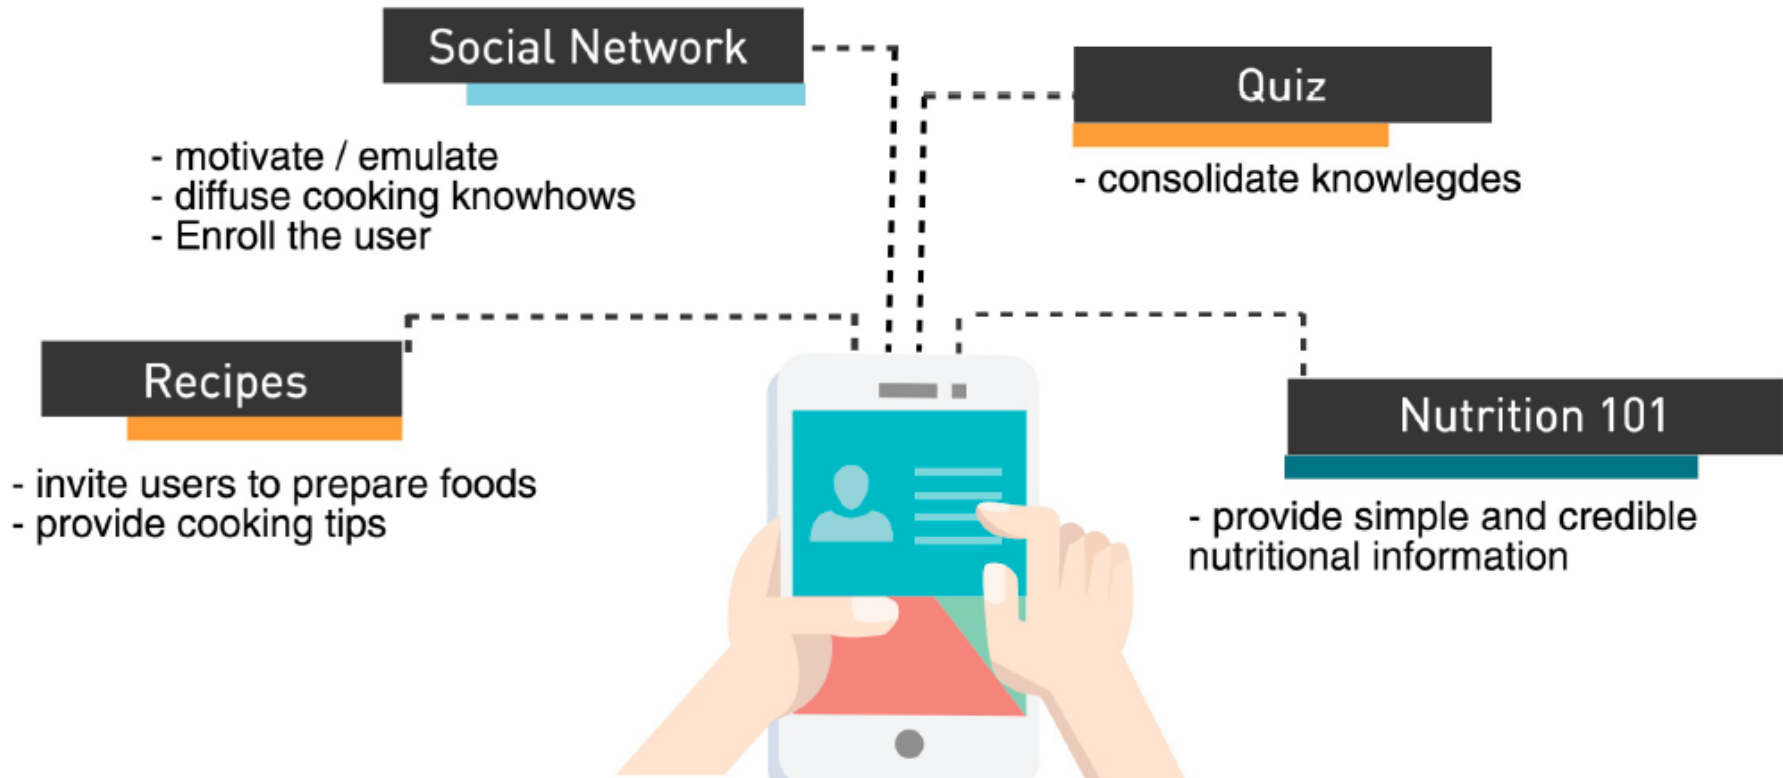 Social Network
- motivate / emulate
- diffuse cooking knowhows
- Enroll the user
Quiz
- consolidate knowlegdes
Recipes
- invite users to prepare foods
- provide cooking tips
Nutrition 101
- provide simple and credible
nutritional information